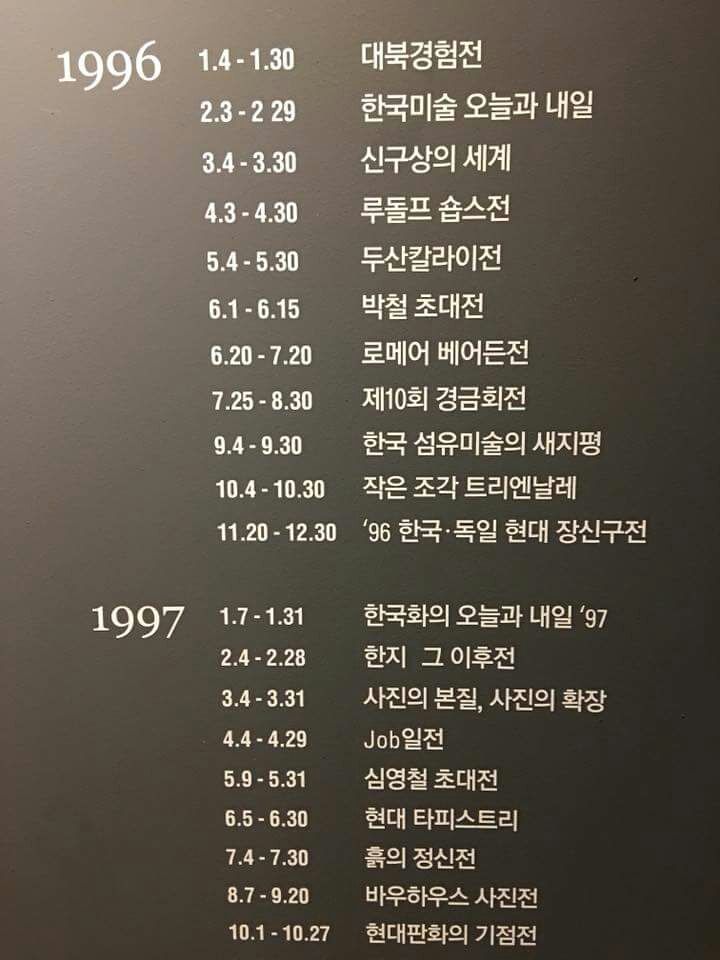 1996 1.4 - 1.30 대북경험전
2.3 - 2 29 한국미술 오늘과 내일
3.4 - 3.30 신구상의 세계
4.3 - 4.30 루돌프 숍스전
5.4 - 5.30 두산칼라이전
6.1 - 6.15 박철 초대전
6.20 - 7.20 로메어 베어든전
7.25 - 8.30 제10회 경금회전
9.4 - 9.30 한국 섬유미술의 새지평
10.4 - 10.30 작은 조각 트리엔날레
11.20 - 12.30 ‘96 한국·독일 현대 장신구전
1997 1.7 - 1.31 한국화의 오늘과 내일 ‘97
2.4 - 2.28 한지 그 이후전
3.4 - 3.31 사진의 본질, 사진의 확장
4.4 - 4.29 Job일전
5.9 - 5.31 심영철 초대전
6.5 - 6.30 현대 타피스트리
7.4 - 7.30 흙의 정신전
8.7 - 9.20 바우하우스 사진전
10.1 - 10.27 현대판화의 기점전